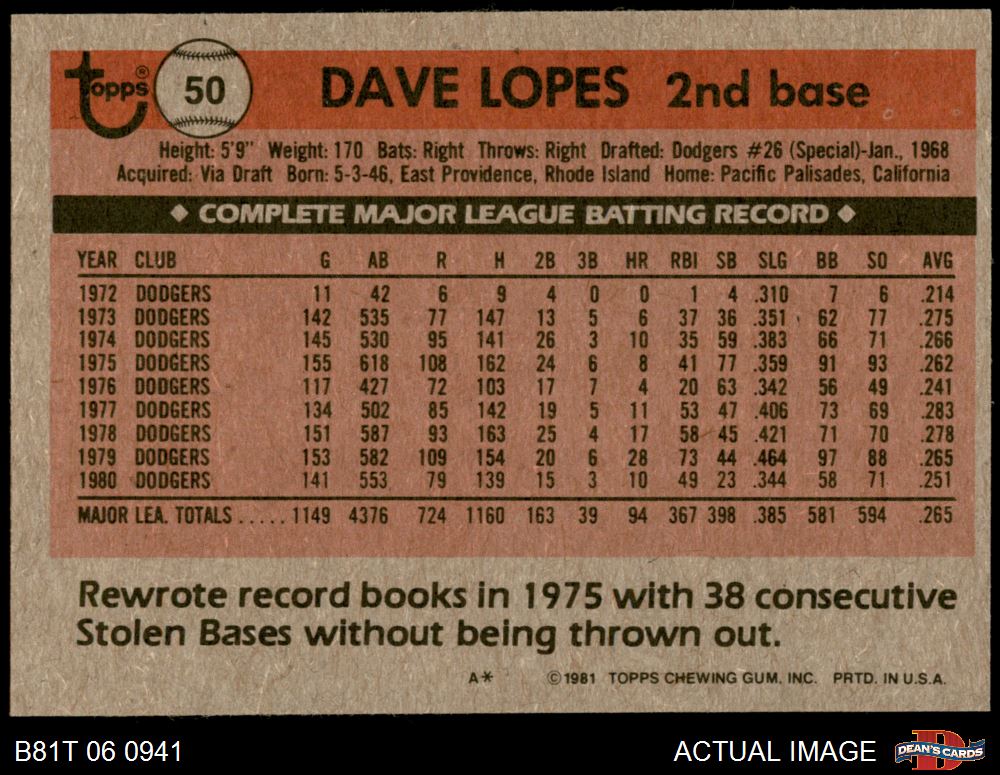 topps® 50 DAVE LOPES 2nd base
Height: 5'9" Weight: 170 Bats: Right Throws: Right Drafted: Dodgers #26 (Special)-Jan., 1968
Acquired: Via Draft Born: 5-3-46, East Providence, Rhode Island Home: Pacific Palisades, California
◆ COMPLETE MAJOR LEAGUE BATTING RECORD ◆
YEAR CLUB G AB R H 2B 3B HR RBI SB SLG BB SO AVG
1972 DODGERS 11 42 6 9 4 0 0 1 4 .310 7 6 .214
1973 DODGERS 142 535 77 147 13 5 6 37 36 .351 62 77 .275
1974 DODGERS 145 530 95 141 26 3 10 35 59 .383 66 71 .266
1975 DODGERS 155 618 108 162 24 6 8 41 77 .359 91 93 .262
1976 DODGERS 117 427 72 103 17 7 4 20 63 .342 56 49 .241
1977 DODGERS 134 502 85 142 19 5 11 53 47 .406 73 69 .283
1978 DODGERS 151 587 93 163 25 4 17 58 45 .421 71 70 .278
1979 DODGERS 153 582 109 154 20 6 28 73 44 .464 97 88 .265
1980 DODGERS 141 553 79 139 15 3 10 49 23 .344 58 71 .251
MAJOR LEA. TOTALS ..... 1149 4376 724 1160 163 39 94 367 398 .385 581 594 .265
Rewrote record books in 1975 with 38 consecutive
Stolen Bases without being thrown out.
A* ©1981 TOPPS CHEWING GUM, INC. PRTD. IN U.S.A.
B81T 06 0941 ACTUAL IMAGE DEAN'S CARDS